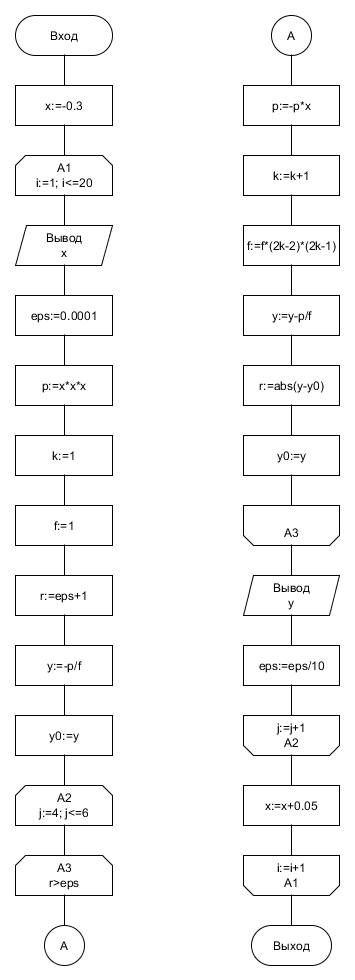 Вход
x:=-0.3
A1
i:=1; i<=20
Вывод
x
eps:=0.0001
p:=x*x*x
k:=1
f:=1
r:=eps+1
y:=-p/f
y0:=y
A2
j:=4; j<=6
A3
r>eps
A
A
p:=-p*x
k:=k+1
f:=f*(2k-2)*(2k-1)
y:=y-p/f
r:=abs(y-y0)
y0:=y
A3
Вывод
y
eps:=eps/10
j:=j+1
A2
x:=x+0.05
i:=i+1
A1
Выход